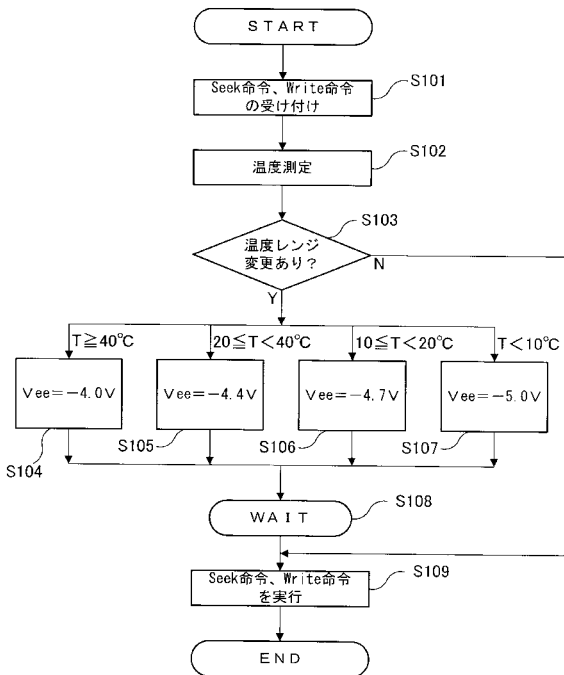 START
Seek命令、Write命令
の受け付け
S101
温度測定
S102
S103
温度レンジ
変更あり？
N
Y
T≧40℃
20≦T<40℃
10≦T<20℃
T<10℃
Vee=-4.0V
Vee=-4.4V
Vee=-4.7V
Vee=-5.0V
S104
S105
S106
S107
WAIT
S108
Seek命令、Write命令
を実行
S109
END